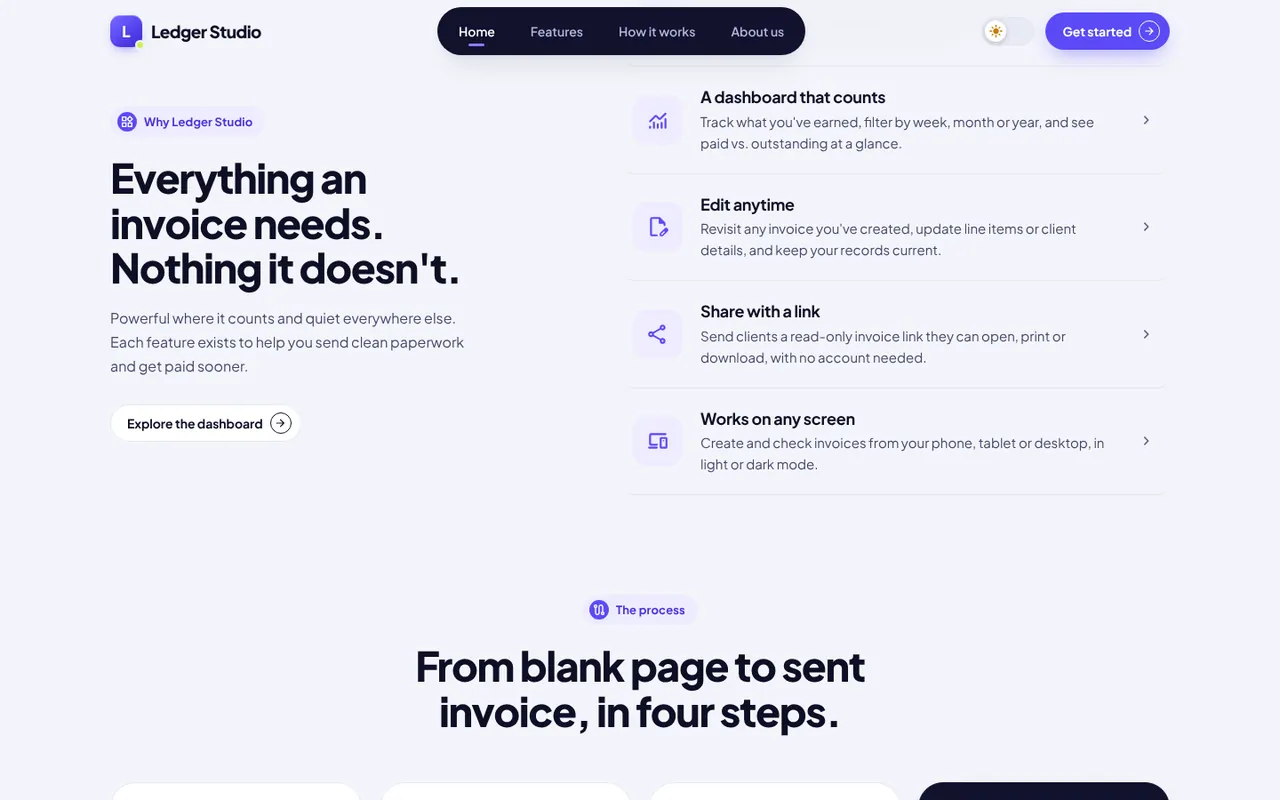 L
Ledger Studio
Home
Features
How it works
About us
Get started
Why Ledger Studio
Everything an
invoice needs.
Nothing it doesn't.
Powerful where it counts and quiet everywhere else.
Each feature exists to help you send clean paperwork
and get paid sooner.
Explore the dashboard
A dashboard that counts
Track what you've earned, filter by week, month or year, and see
paid vs. outstanding at a glance.
Edit anytime
Revisit any invoice you've created, update line items or client
details, and keep your records current.
Share with a link
Send clients a read-only invoice link they can open, print or
download, with no account needed.
Works on any screen
Create and check invoices from your phone, tablet or desktop, in
light or dark mode.
The process
From blank page to sent
invoice, in four steps.